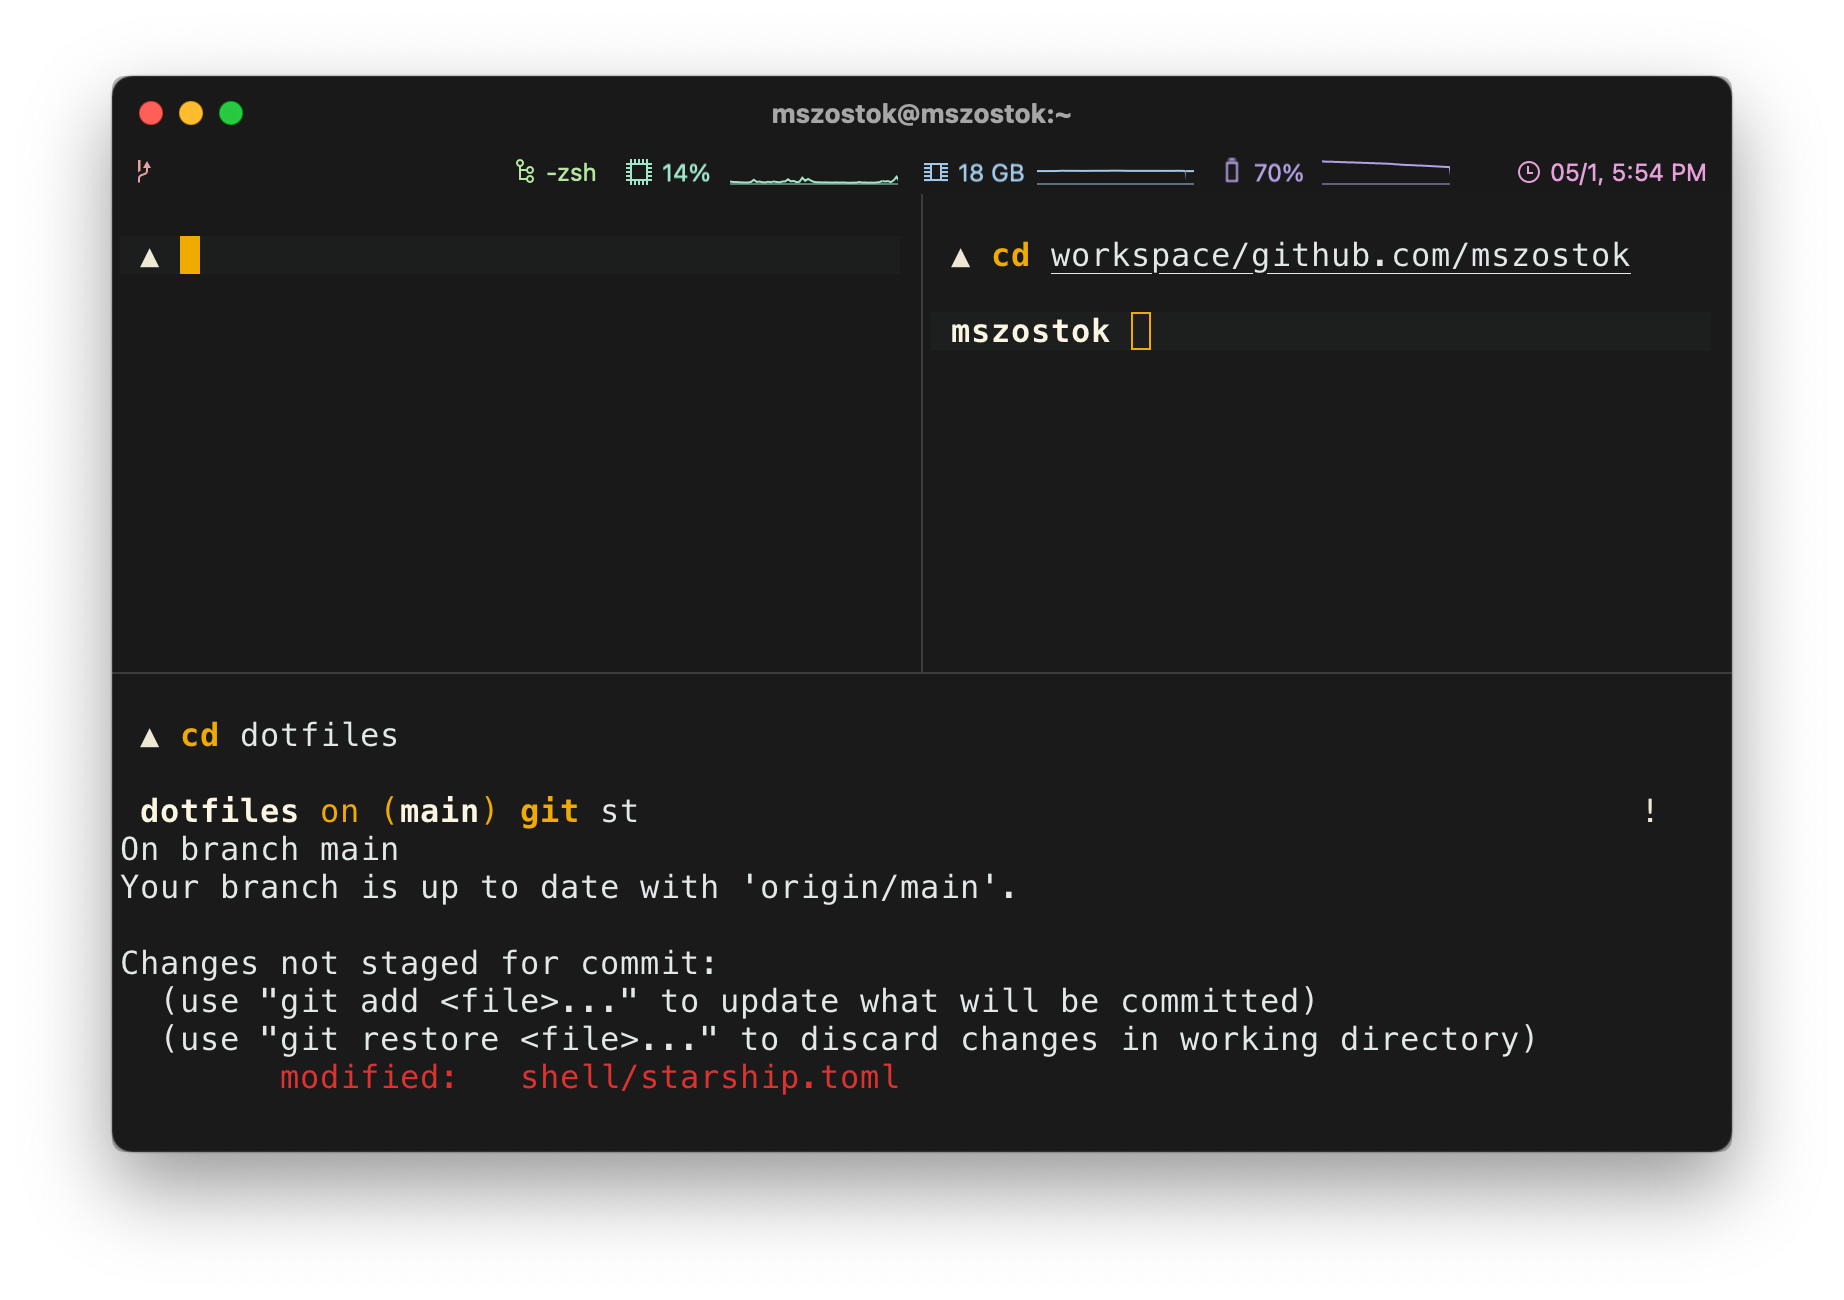 mszostok@mszostok:~
-zsh 14% 18 GB 70% 05/1, 5:54 PM
▲
▲ cd workspace/github.com/mszostok
mszostok
▲ cd dotfiles
dotfiles on (main) git st !
On branch main
Your branch is up to date with 'origin/main'.
Changes not staged for commit:
(use "git add <file>..." to update what will be committed)
(use "git restore <file>..." to discard changes in working directory)
modified: shell/starship.toml